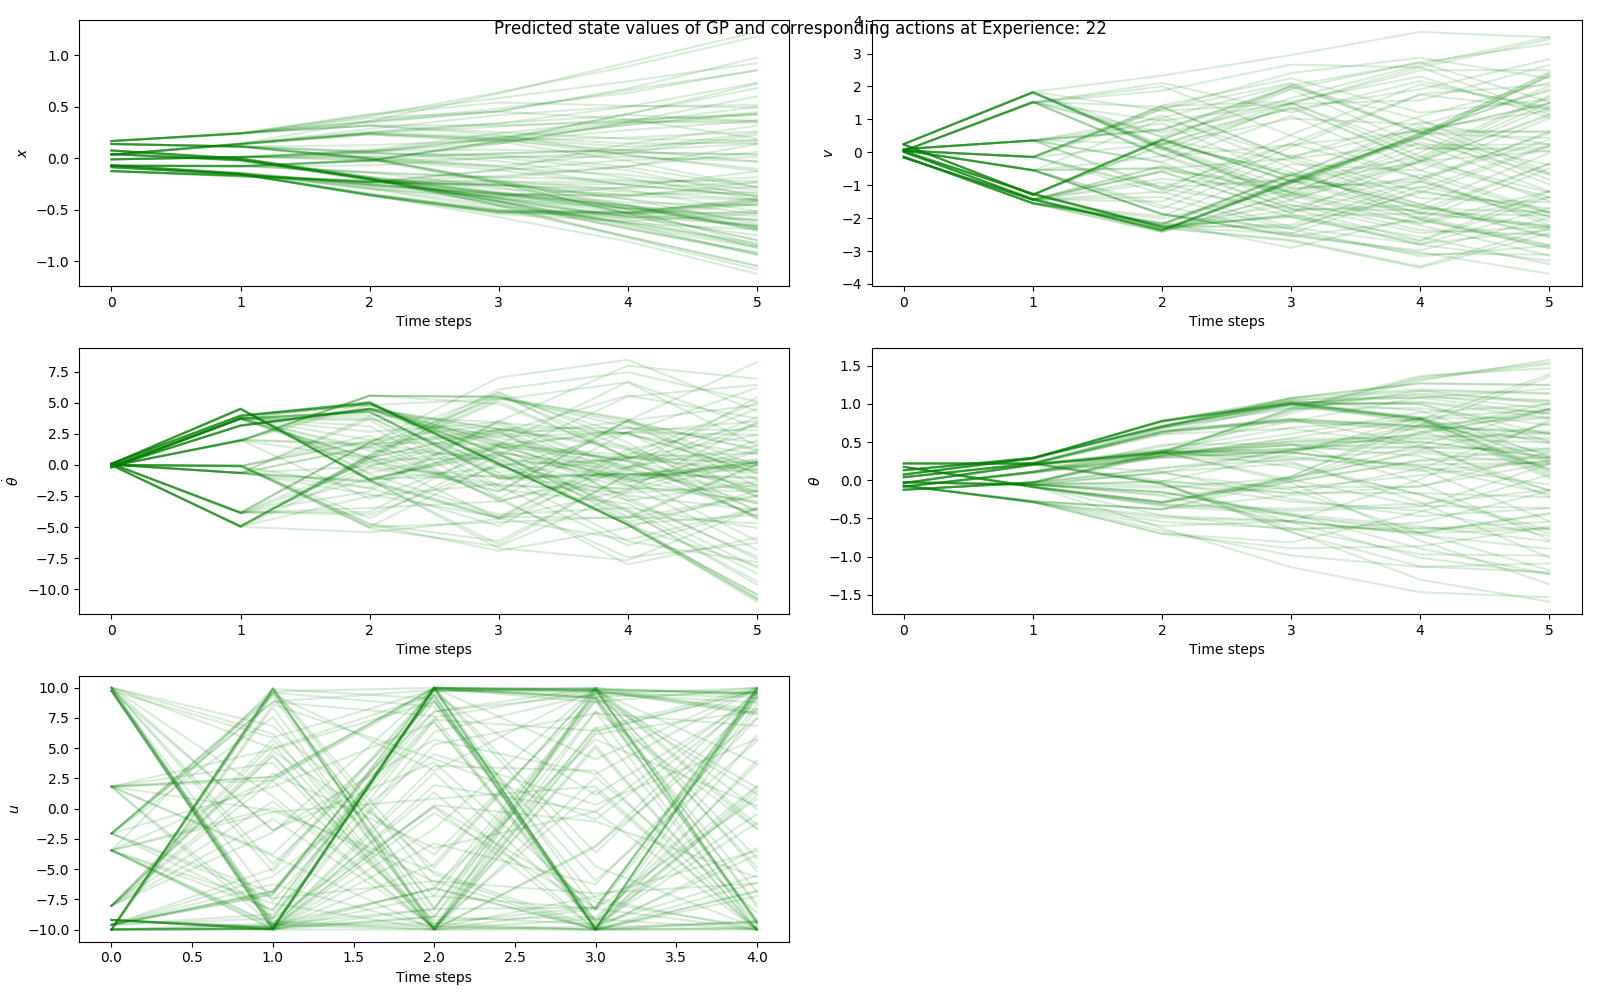 Predicted state values of GP and corresponding actions at Experience: 22
1.0
0.5
0.0
−0.5
−1.0
x
0 1 2 3 4 5
Time steps
4
3
2
1
0
−1
−2
−3
−4
v
0 1 2 3 4 5
Time steps
7.5
5.0
2.5
0.0
−2.5
−5.0
−7.5
−10.0
θ̇
0 1 2 3 4 5
Time steps
1.5
1.0
0.5
0.0
−0.5
−1.0
−1.5
θ
0 1 2 3 4 5
Time steps
10.0
7.5
5.0
2.5
0.0
−2.5
−5.0
−7.5
−10.0
u
0.0 0.5 1.0 1.5 2.0 2.5 3.0 3.5 4.0
Time steps